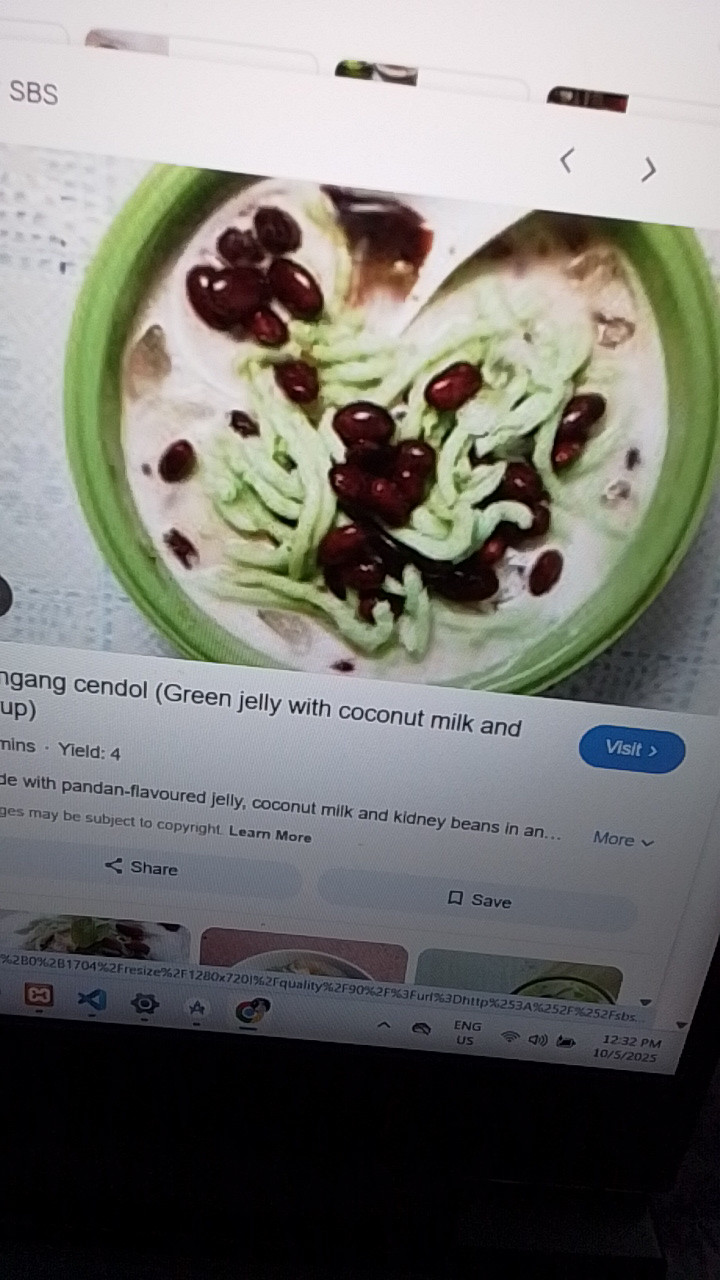 SBS
ngang cendol (Green jelly with coconut milk and
up)
Visit >
mins · Yield: 4
de with pandan-flavoured jelly, coconut milk and kidney beans in an...
More
ges may be subject to copyright. Learn More
Share
Save
%2B0%2B1704%2Fresize%2F1280x720!%2Fquality%2F90%2F%3Furl%3Dhttp%253A%252F%252Fsbs...
ENG
US
12:32 PM
10/5/2025